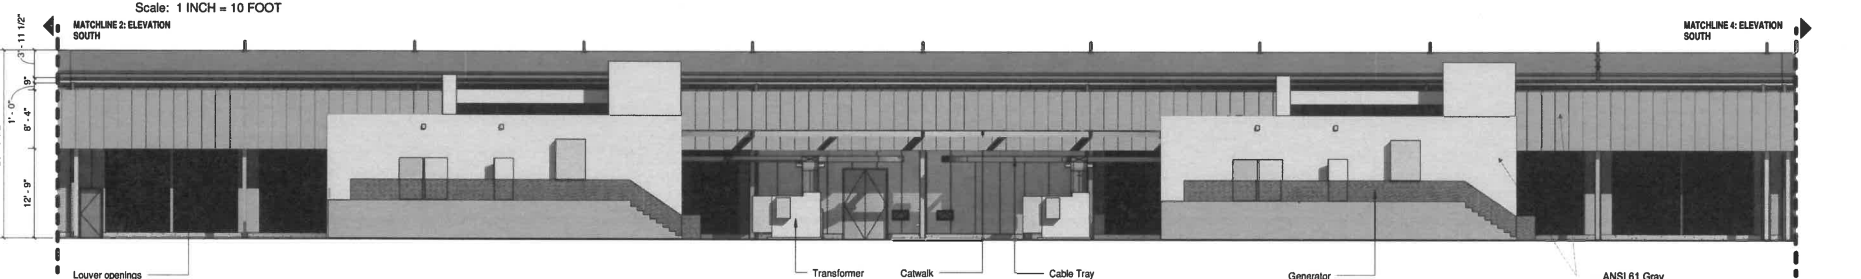 Scale: 1 INCH = 10 FOOT
MATCHLINE 2: ELEVATION
SOUTH
MATCHLINE 4: ELEVATION
SOUTH
3' - 11 1/2"
9"
1' - 0"
8' - 4"
12' - 9"
Louver openings
Transformer
Catwalk
Cable Tray
Generator
ANSI 61 Gray